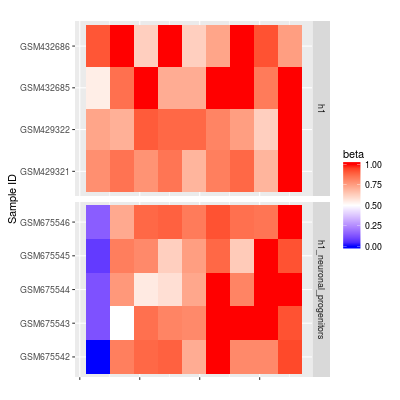 GSM432686
GSM432685
GSM429322
GSM429321
h1
GSM675546
GSM675545
GSM675544
GSM675543
GSM675542
h1_neuronal_progenitors
Sample ID
beta
1.00
0.75
0.50
0.25
0.00